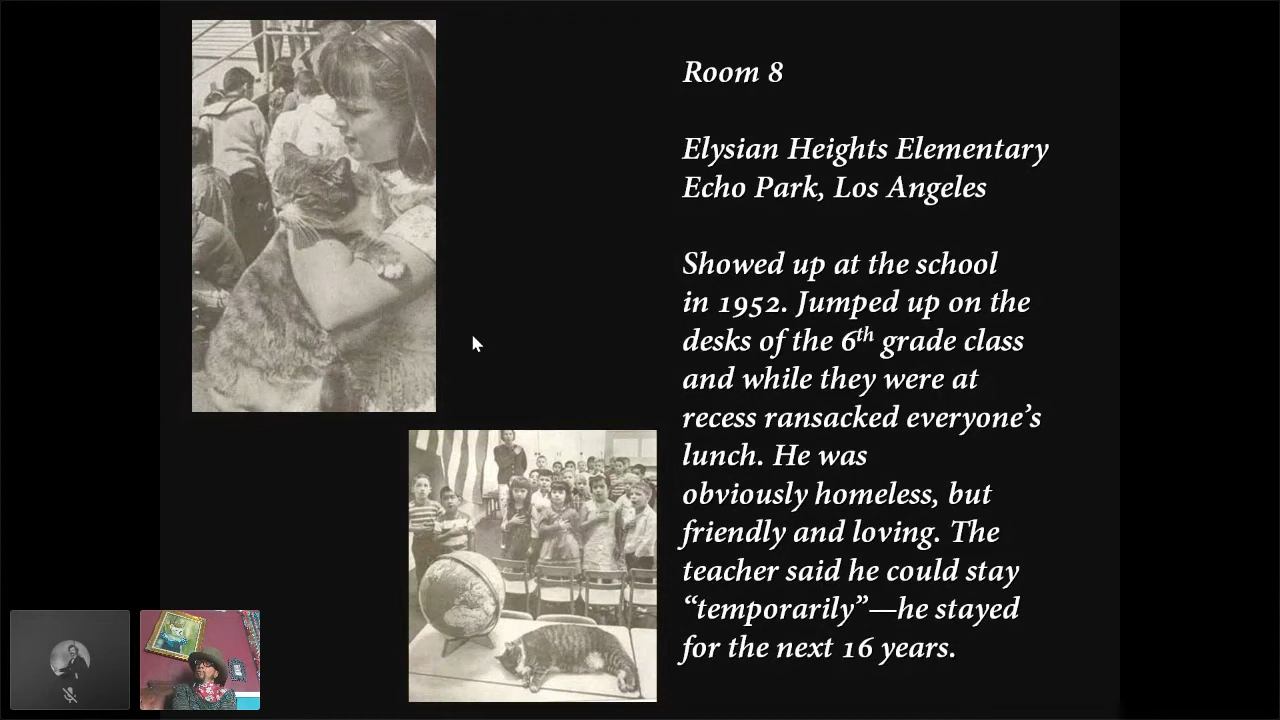 Room 8
Elysian Heights Elementary
Echo Park, Los Angeles
Showed up at the school
in 1952. Jumped up on the
desks of the 6th grade class
and while they were at
recess ransacked everyone’s
lunch. He was
obviously homeless, but
friendly and loving. The
teacher said he could stay
“temporarily”—he stayed
for the next 16 years.